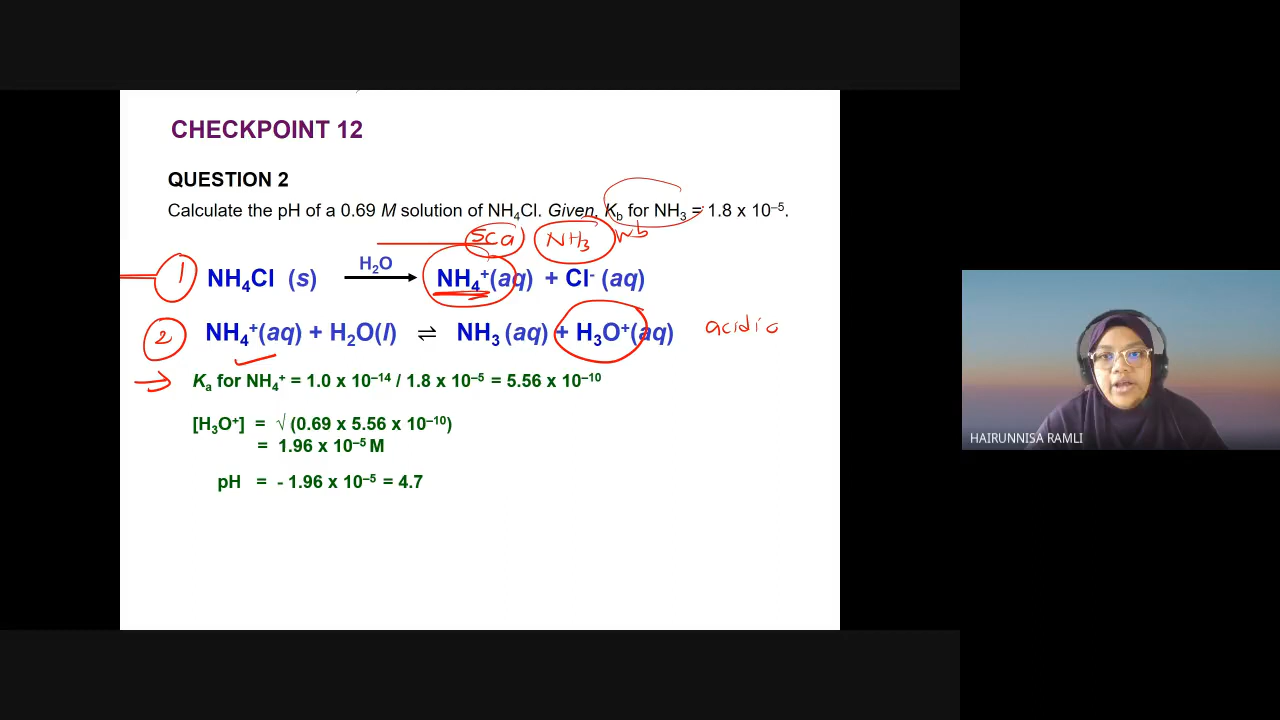 CHECKPOINT 12
QUESTION 2
Calculate the pH of a 0.69 M solution of NH₄Cl. Given, K_b for NH₃ = 1.8 x 10⁻⁵.
SCa NH₃ wb
1 NH₄Cl (s) H₂O NH₄⁺(aq) + Cl⁻ (aq)
2 NH₄⁺(aq) + H₂O(l) ⇌ NH₃ (aq) + H₃O⁺(aq) acidic
Kₐ for NH₄⁺ = 1.0 x 10⁻¹⁴ / 1.8 x 10⁻⁵ = 5.56 x 10⁻¹⁰
[H₃O⁺] = √ (0.69 x 5.56 x 10⁻¹⁰)
= 1.96 x 10⁻⁵ M
pH = - 1.96 x 10⁻⁵ = 4.7
HAIRUNNISA RAMLI